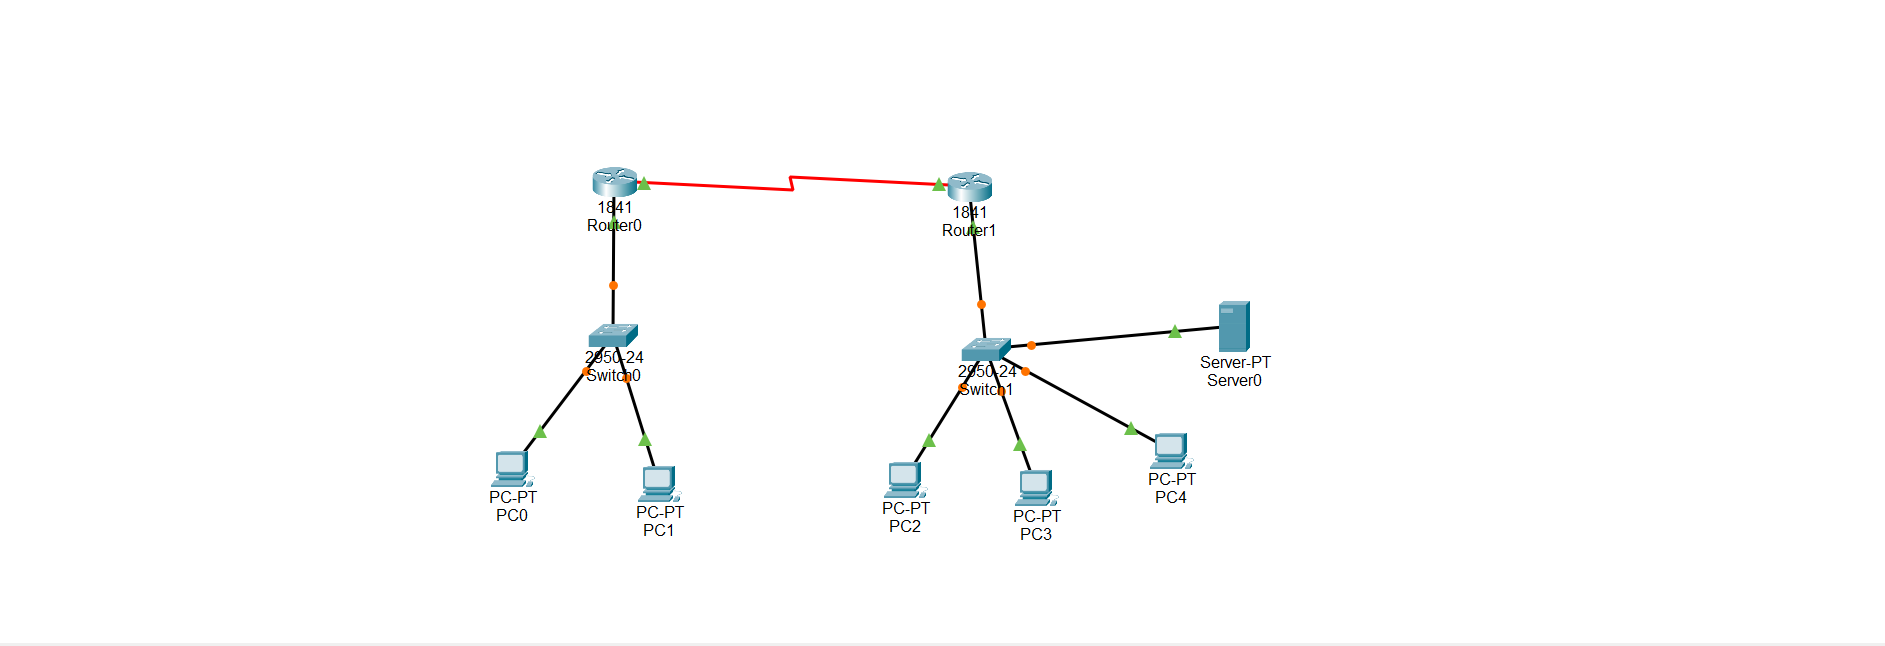 1841
Router0
1841
Router1
2950-24
Switch0
2950-24
Switch1
Server-PT
Server0
PC-PT
PC0
PC-PT
PC1
PC-PT
PC2
PC-PT
PC3
PC-PT
PC4